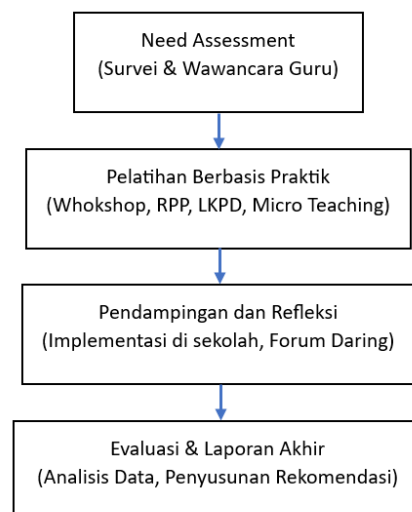 Need Assessment
(Survei & Wawancara Guru)
Pelatihan Berbasis Praktik
(Whokshop, RPP, LKPD, Micro Teaching)
Pendampingan dan Refleksi
(Implementasi di sekolah, Forum Daring)
Evaluasi & Laporan Akhir
(Analisis Data, Penyusunan Rekomendasi)